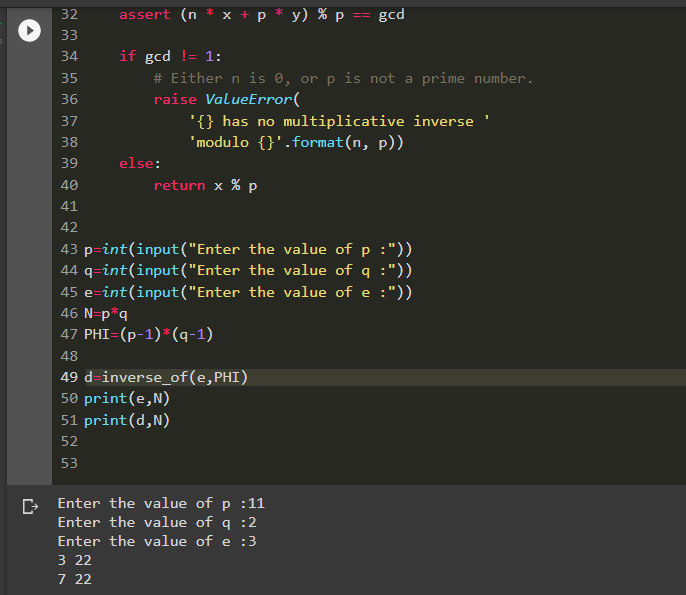 32 assert (n * x + p * y) % p == gcd
33
34 if gcd != 1:
35 # Either n is 0, or p is not a prime number.
36 raise ValueError(
37 '{} has no multiplicative inverse '
38 'modulo {}'.format(n, p))
39 else:
40 return x % p
41
42
43 p=int(input("Enter the value of p :"))
44 q=int(input("Enter the value of q :"))
45 e=int(input("Enter the value of e :"))
46 N=p*q
47 PHI=(p-1)*(q-1)
48
49 d=inverse_of(e,PHI)
50 print(e,N)
51 print(d,N)
52
53
Enter the value of p :11
Enter the value of q :2
Enter the value of e :3
3 22
7 22